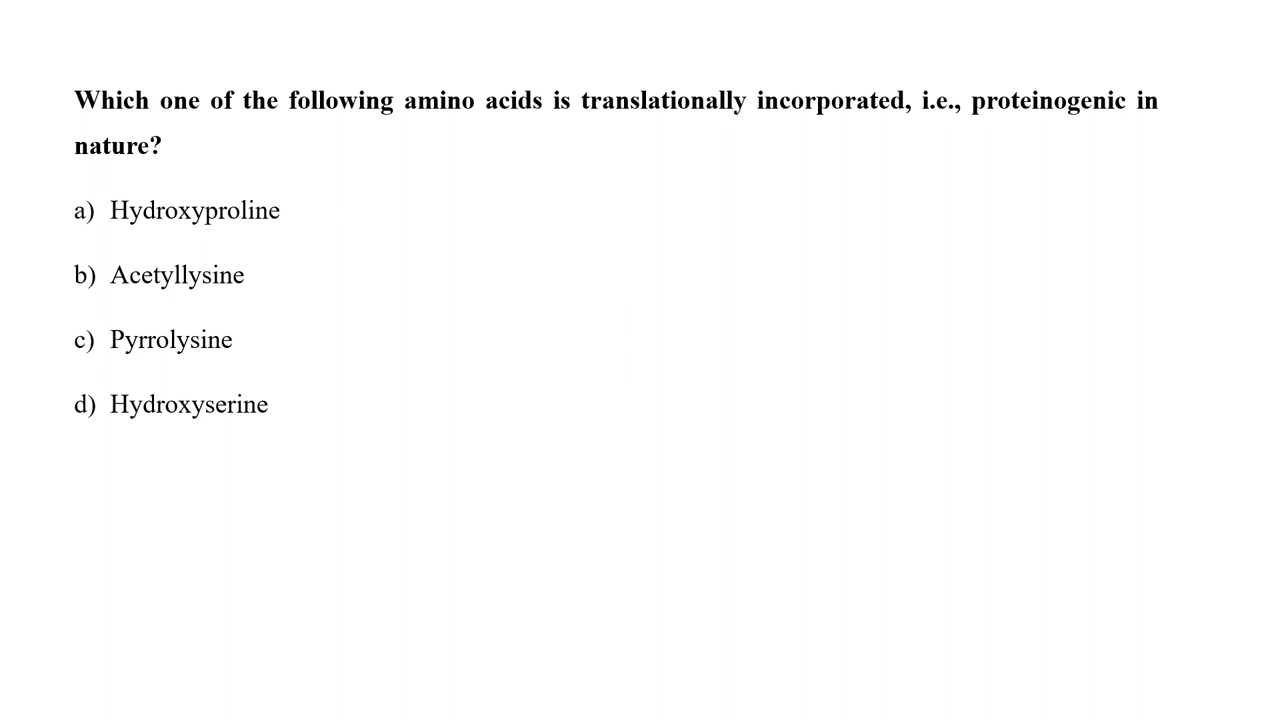 Which one of the following amino acids is translationally incorporated, i.e., proteinogenic in
nature?
a) Hydroxyproline
b) Acetyllysine
c) Pyrrolysine
d) Hydroxyserine